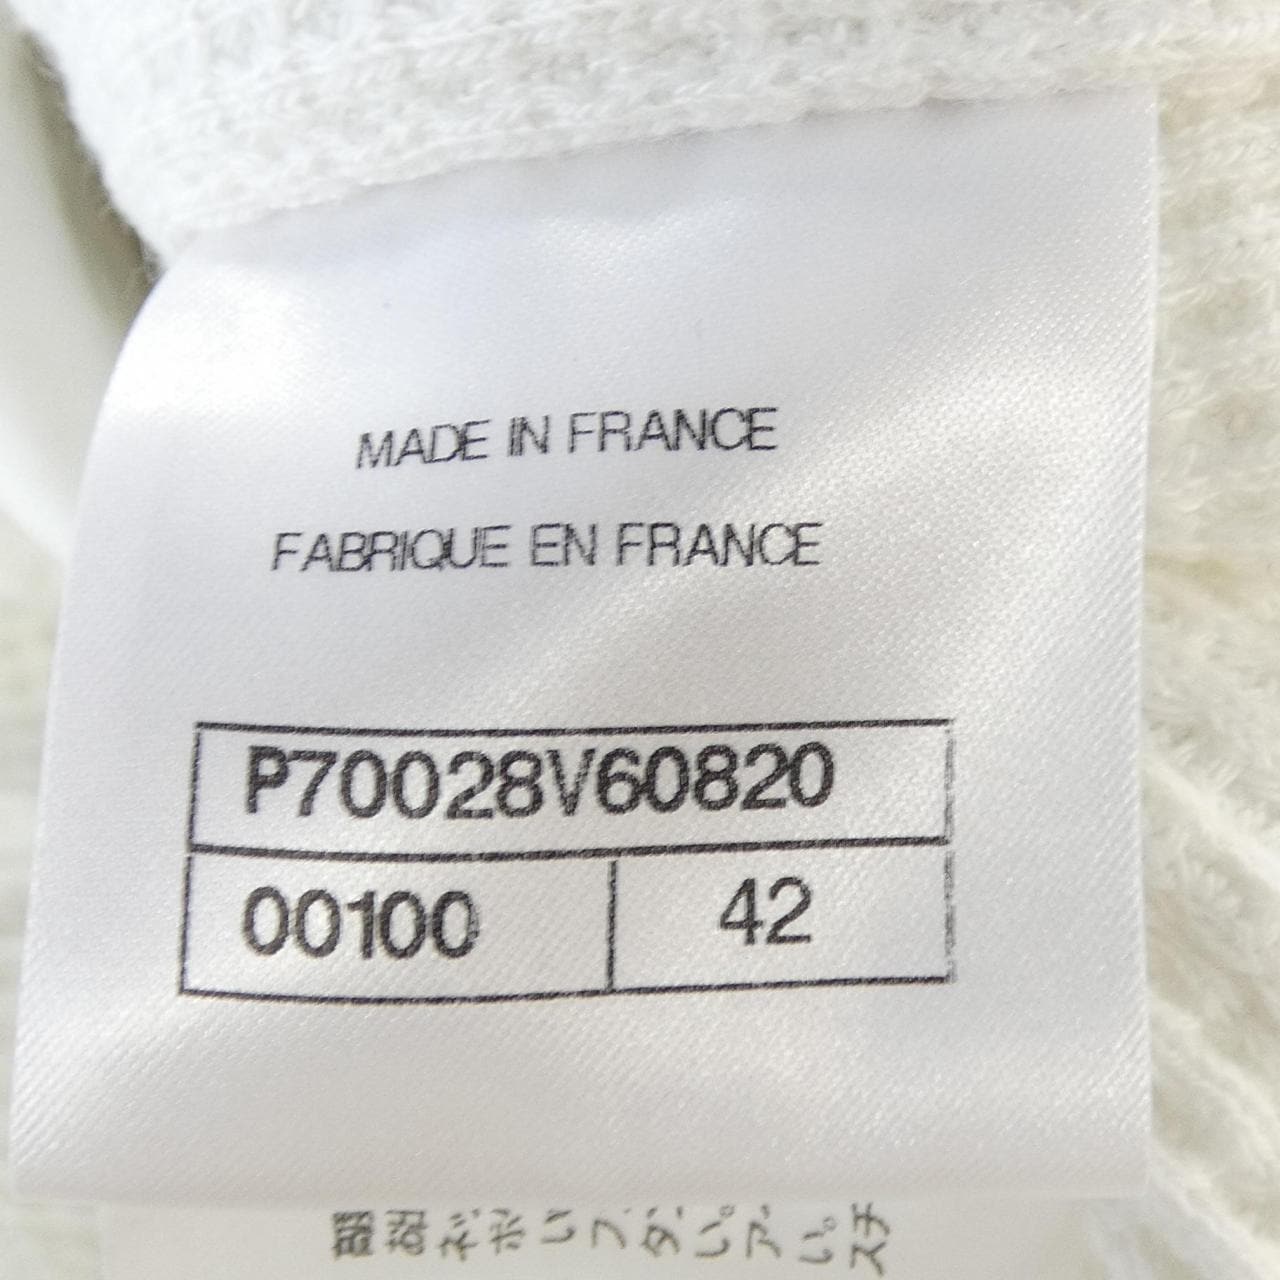 MADE IN FRANCE
FABRIQUE EN FRANCE
P70028V60820
00100 42